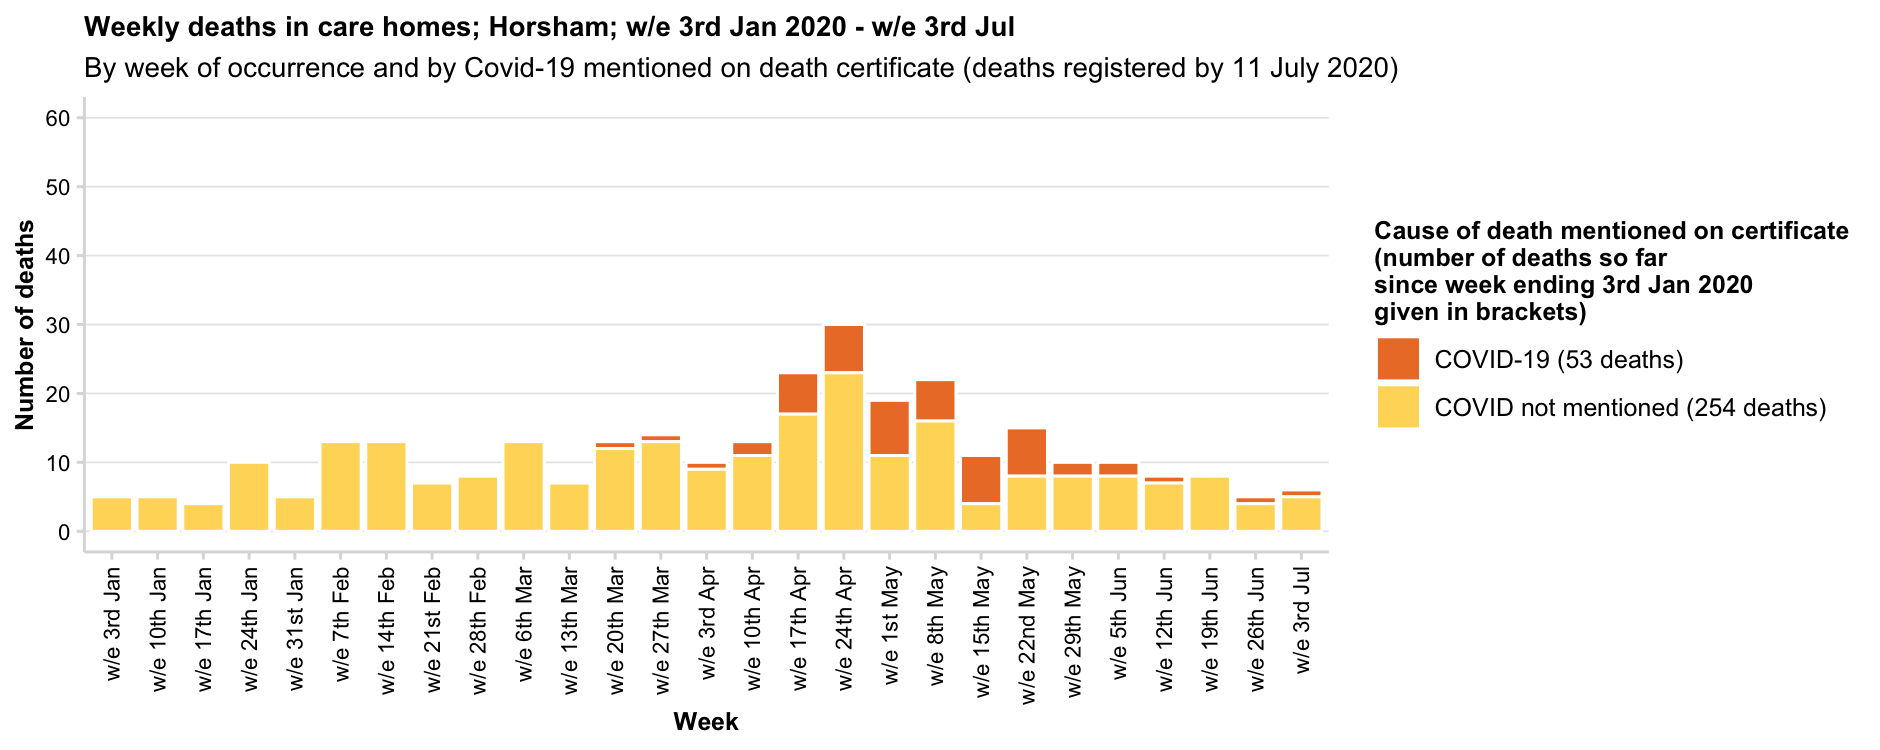 Weekly deaths in care homes; Horsham; w/e 3rd Jan 2020 - w/e 3rd Jul
By week of occurrence and by Covid-19 mentioned on death certificate (deaths registered by 11 July 2020)
Number of deaths
60
50
40
30
20
10
0
w/e 3rd Jan
w/e 10th Jan
w/e 17th Jan
w/e 24th Jan
w/e 31st Jan
w/e 7th Feb
w/e 14th Feb
w/e 21st Feb
w/e 28th Feb
w/e 6th Mar
w/e 13th Mar
w/e 20th Mar
w/e 27th Mar
w/e 3rd Apr
w/e 10th Apr
w/e 17th Apr
w/e 24th Apr
w/e 1st May
w/e 8th May
w/e 15th May
w/e 22nd May
w/e 29th May
w/e 5th Jun
w/e 12th Jun
w/e 19th Jun
w/e 26th Jun
w/e 3rd Jul
Week
Cause of death mentioned on certificate
(number of deaths so far
since week ending 3rd Jan 2020
given in brackets)
COVID-19 (53 deaths)
COVID not mentioned (254 deaths)